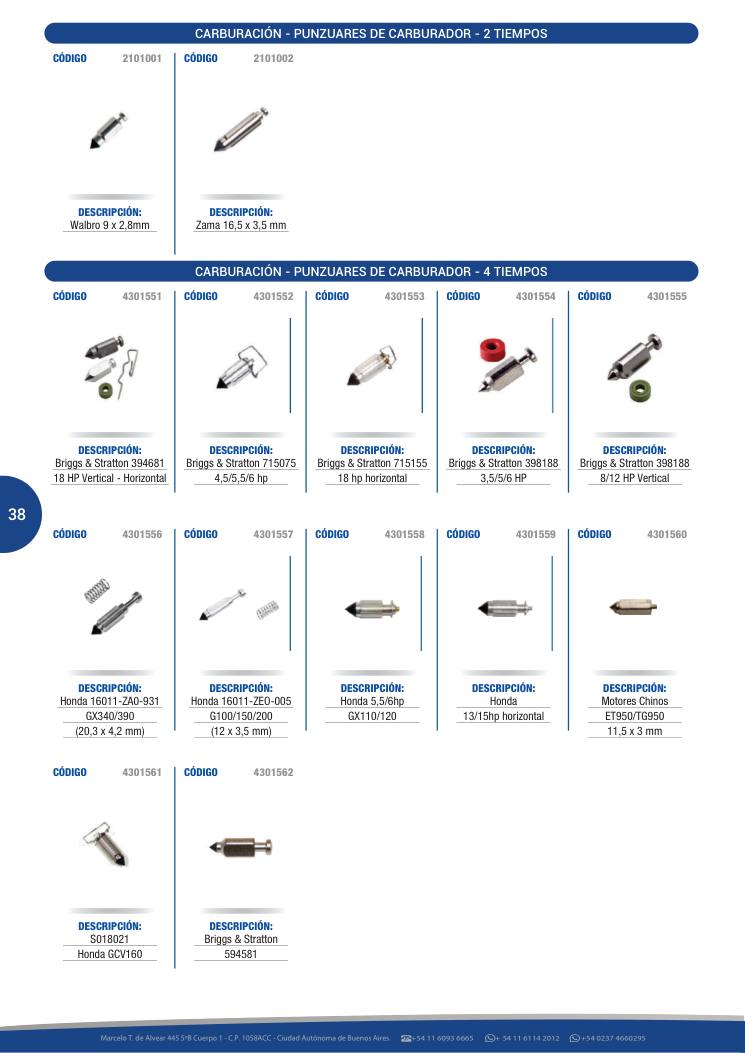 CARBURACIÓN - PUNZUARES DE CARBURADOR - 2 TIEMPOS
CÓDIGO 2101001
DESCRIPCIÓN:
Walbro 9 x 2,8mm
CÓDIGO 2101002
DESCRIPCIÓN:
Zama 16,5 x 3,5 mm
CARBURACIÓN - PUNZUARES DE CARBURADOR - 4 TIEMPOS
CÓDIGO 4301551
DESCRIPCIÓN:
Briggs & Stratton 394681
18 HP Vertical - Horizontal
CÓDIGO 4301552
DESCRIPCIÓN:
Briggs & Stratton 715075
4,5/5,5/6 hp
CÓDIGO 4301553
DESCRIPCIÓN:
Briggs & Stratton 715155
18 hp horizontal
CÓDIGO 4301554
DESCRIPCIÓN:
Briggs & Stratton 398188
3,5/5/6 HP
CÓDIGO 4301555
DESCRIPCIÓN:
Briggs & Stratton 398188
8/12 HP Vertical
38
CÓDIGO 4301556
DESCRIPCIÓN:
Honda 16011-ZA0-931
GX340/390
(20,3 x 4,2 mm)
CÓDIGO 4301557
DESCRIPCIÓN:
Honda 16011-ZE0-005
G100/150/200
(12 x 3,5 mm)
CÓDIGO 4301558
DESCRIPCIÓN:
Honda 5,5/6hp
GX110/120
CÓDIGO 4301559
DESCRIPCIÓN:
Honda
13/15hp horizontal
CÓDIGO 4301560
DESCRIPCIÓN:
Motores Chinos
ET950/TG950
11,5 x 3 mm
CÓDIGO 4301561
DESCRIPCIÓN:
S018021
Honda GCV160
CÓDIGO 4301562
DESCRIPCIÓN:
Briggs & Stratton
594581
Marcelo T. de Alvear 445 5ºB Cuerpo 1 - C.P. 1058ACC - Ciudad Autónoma de Buenos Aires. +54 11 6093 6665 + 54 11 6114 2012 +54 0237 4660295